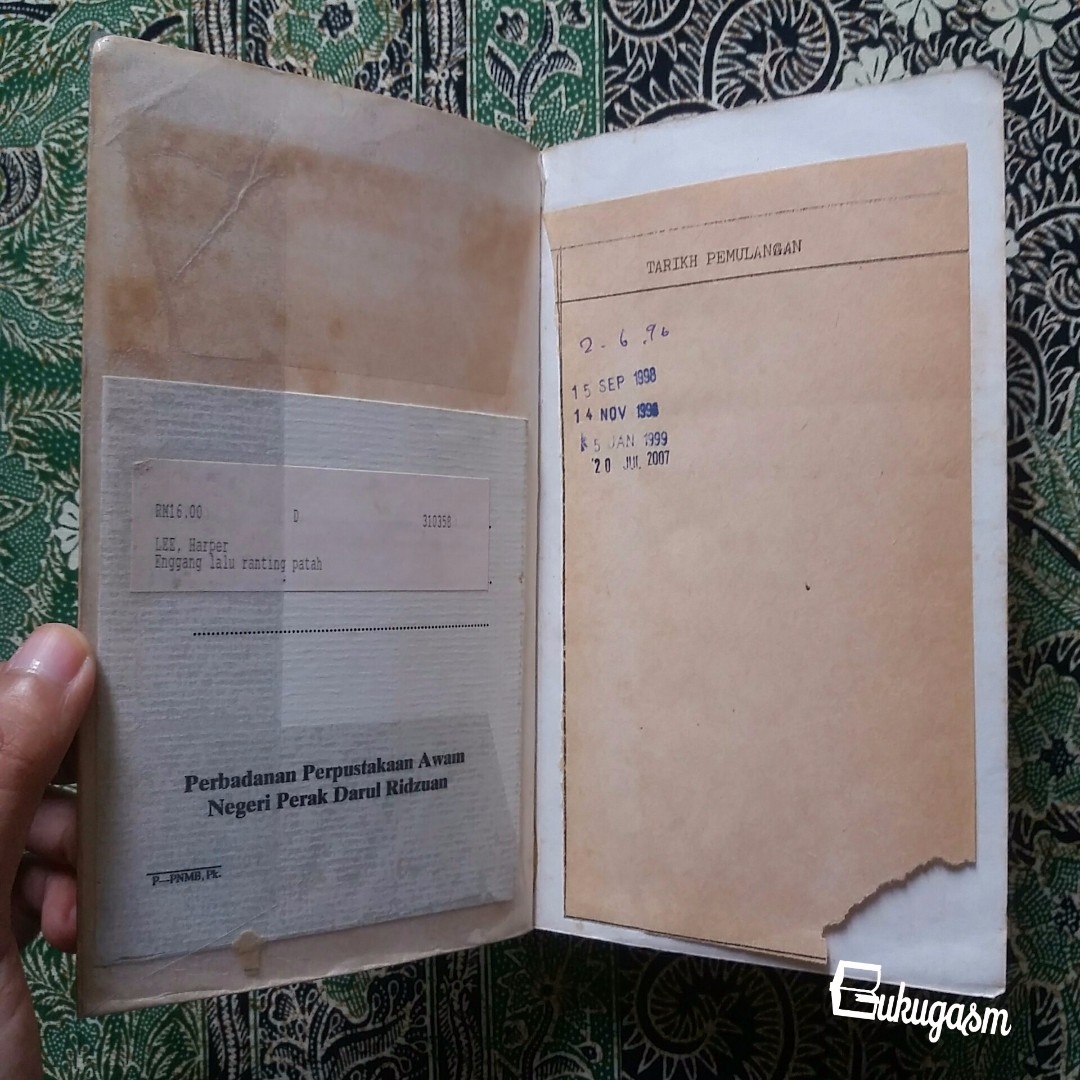 RM16.00 D 310358
LEE, Harper
Enggang lalu ranting patah
Perbadanan Perpustakaan Awam
Negeri Perak Darul Ridzuan
P—PNMB, Pk.
TARIKH PEMULANGAN
2 - 6 . 96
15 SEP 1998
14 NOV 1998
5 JAN 1999
20 JUL 2007
Bukugasm